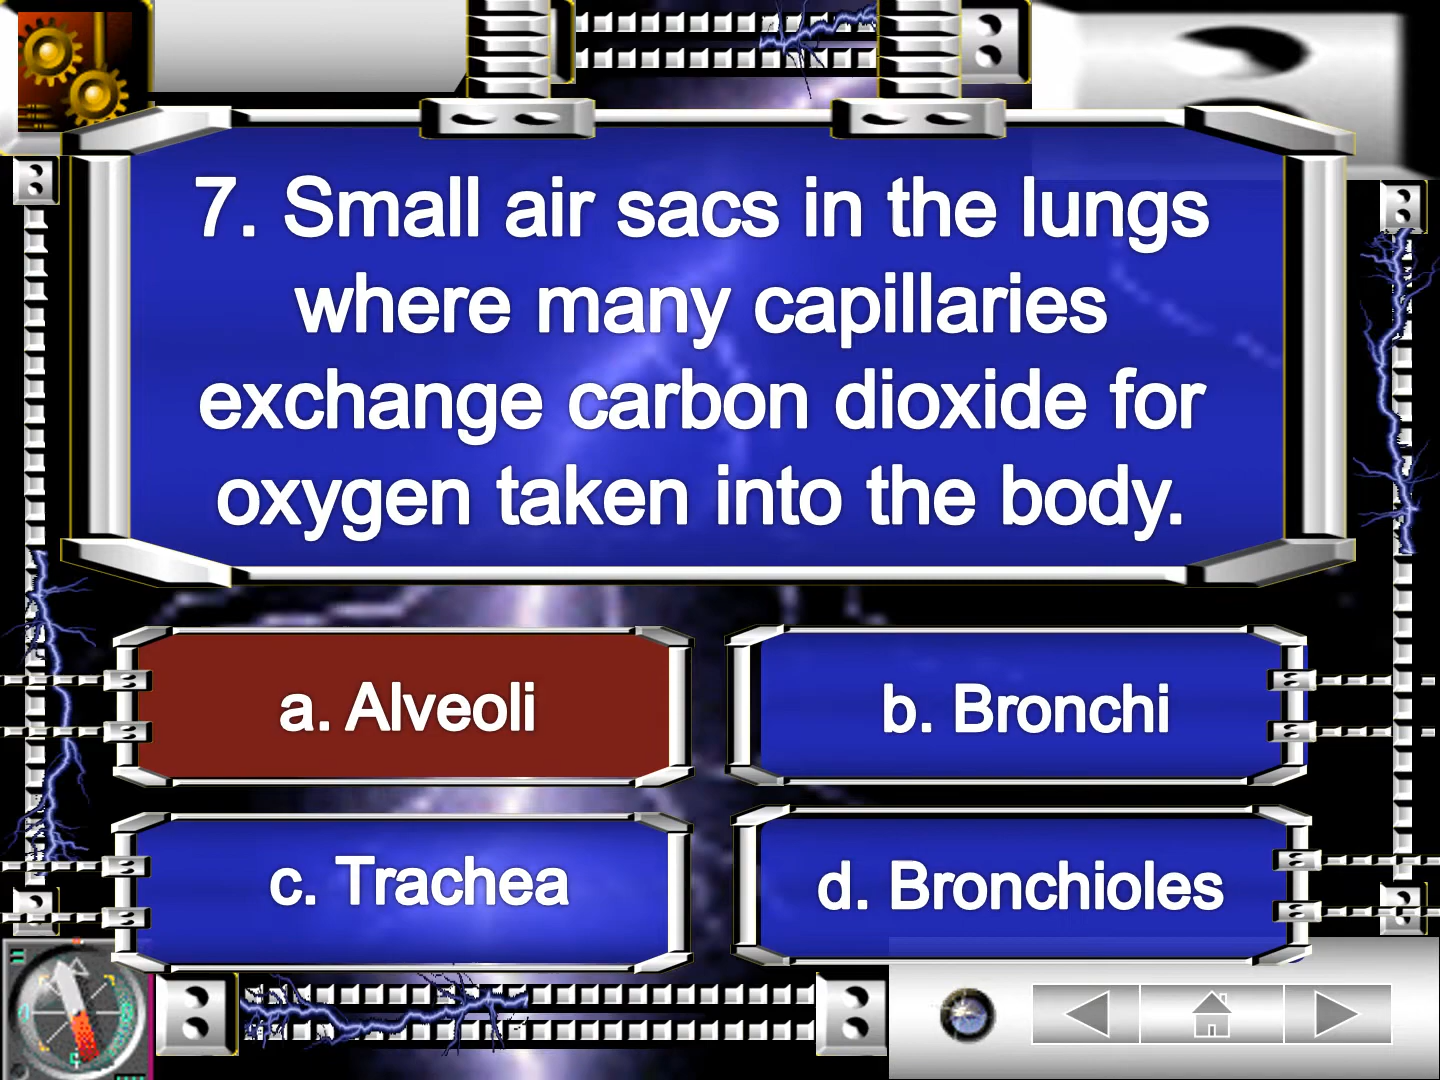 7. Small air sacs in the lungs
where many capillaries
exchange carbon dioxide for
oxygen taken into the body.
a. Alveoli
b. Bronchi
c. Trachea
d. Bronchioles